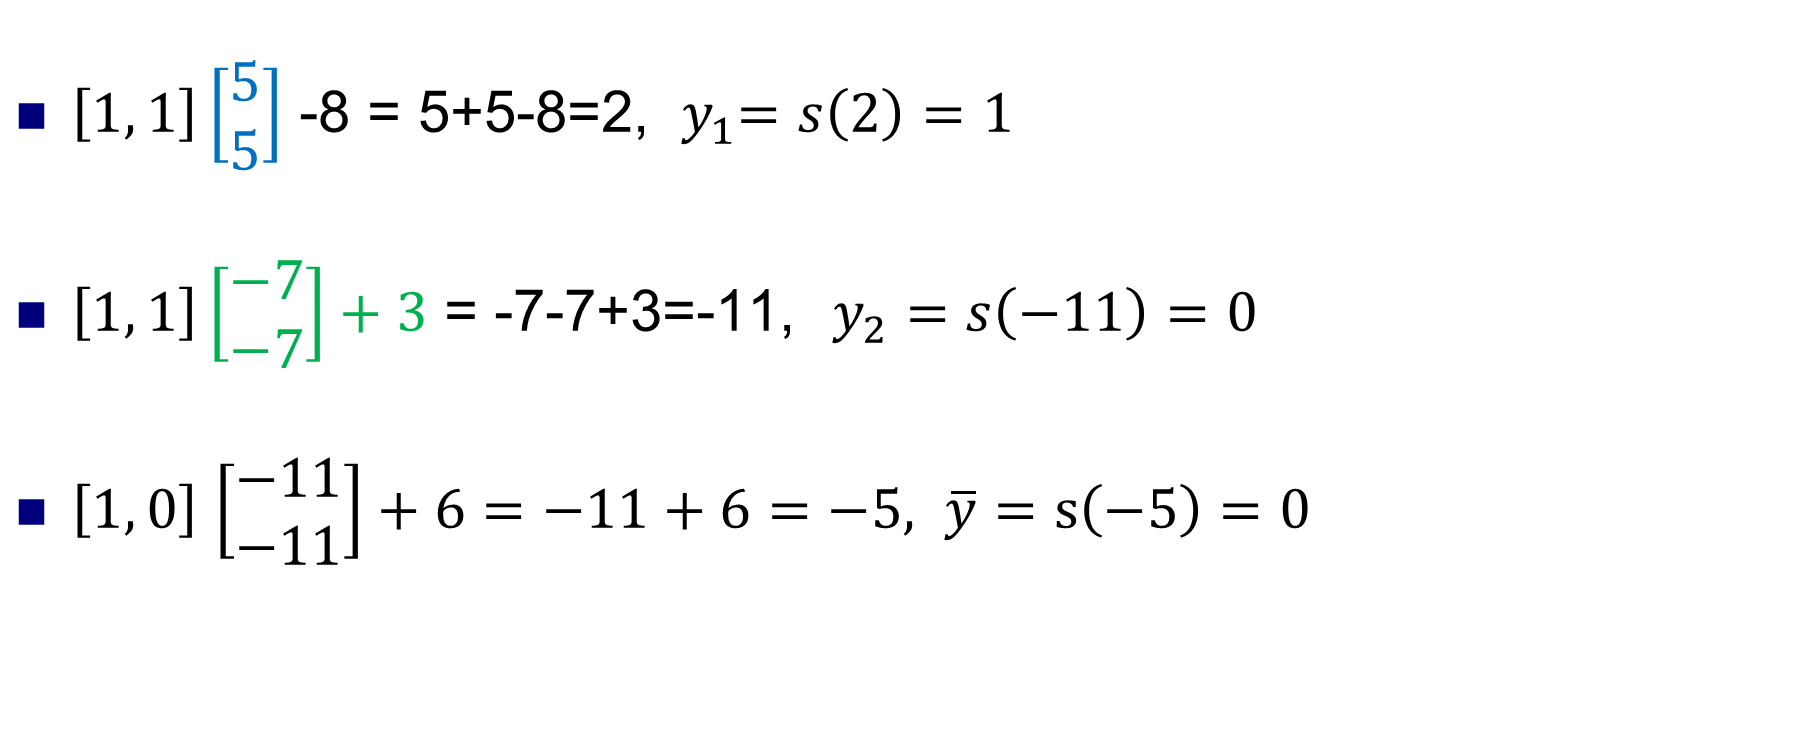 ■ [1, 1] [5 5] -8 = 5+5-8=2, y₁= s(2) = 1
■ [1, 1] [−7 −7] + 3 = -7-7+3=-11, y₂ = s(−11) = 0
■ [1, 0] [−11 −11] + 6 = −11 + 6 = −5, y̅ = s(−5) = 0